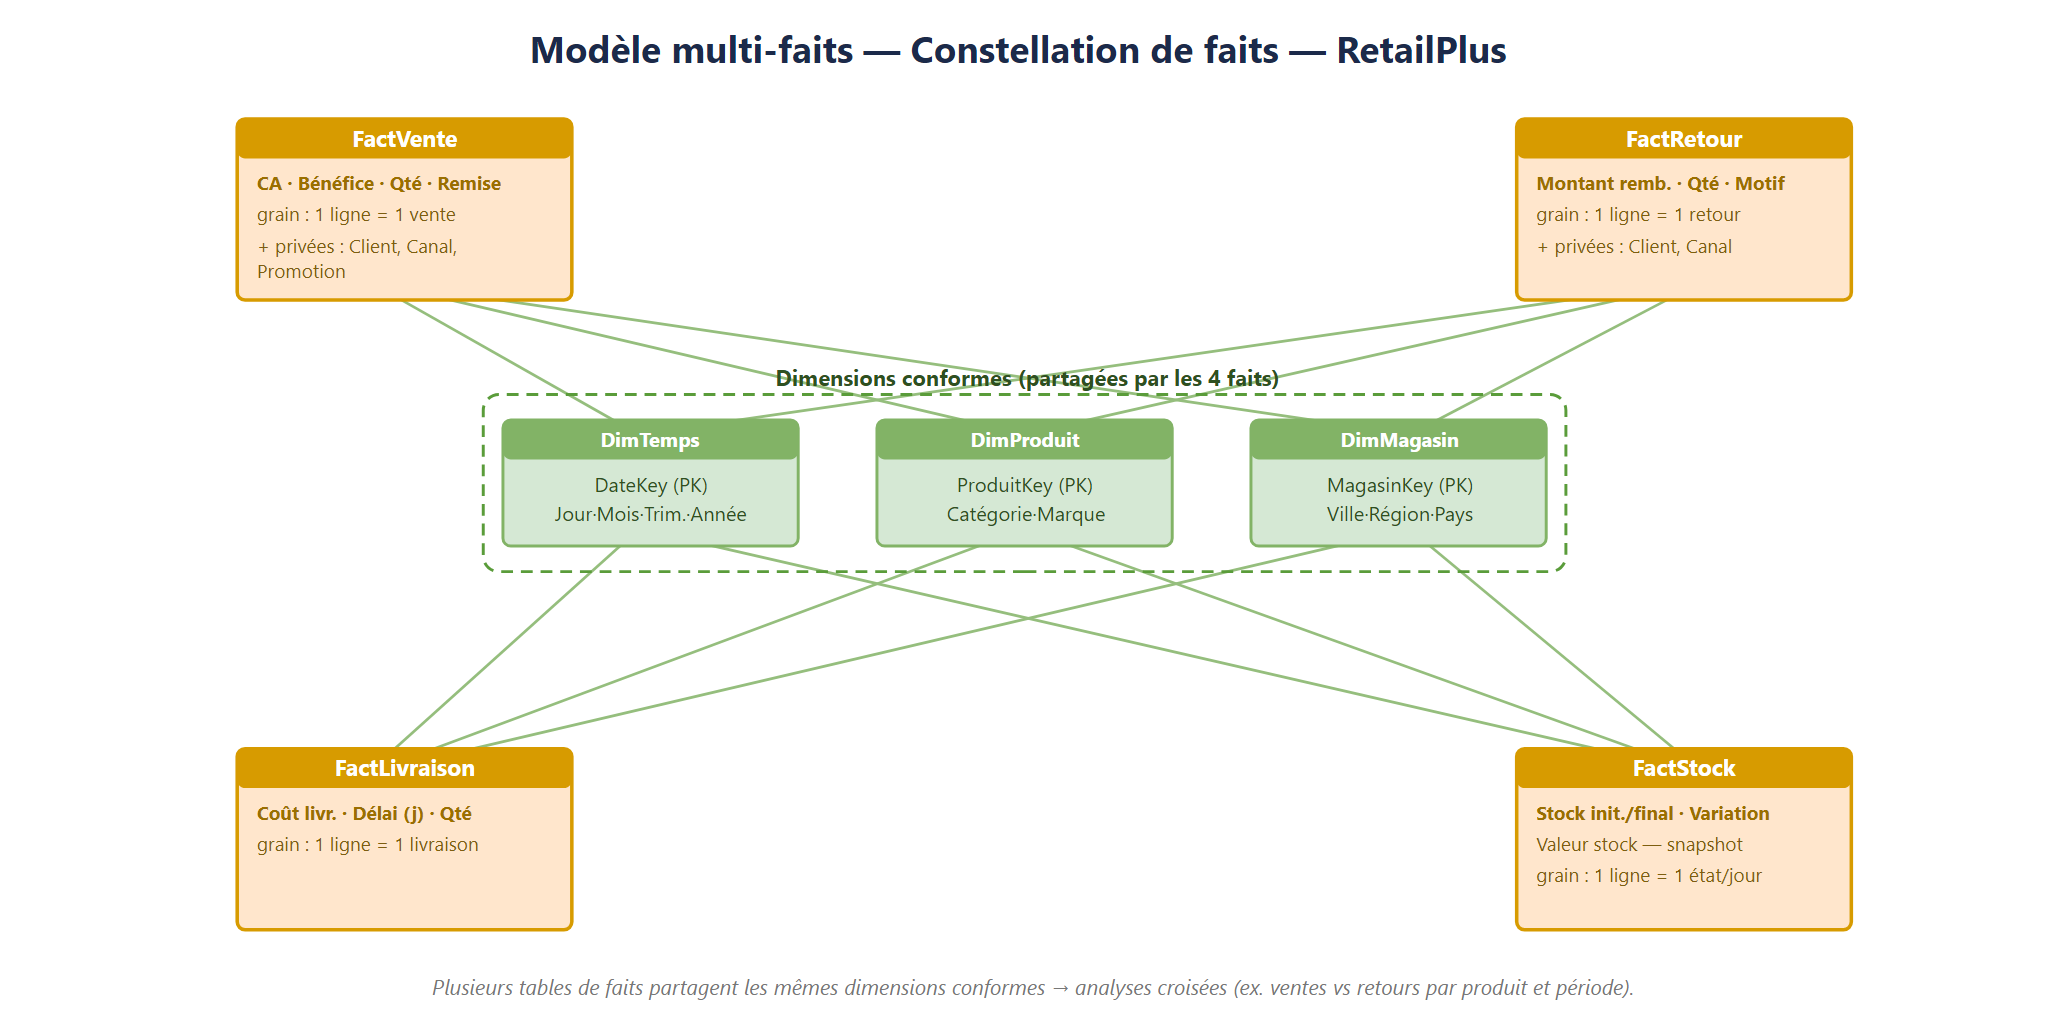 Modèle multi-faits — Constellation de faits — RetailPlus
FactVente
CA · Bénéfice · Qté · Remise
grain : 1 ligne = 1 vente
+ privées : Client, Canal,
Promotion
FactRetour
Montant remb. · Qté · Motif
grain : 1 ligne = 1 retour
+ privées : Client, Canal
Dimensions conformes (partagées par les 4 faits)
DimTemps
DateKey (PK)
Jour·Mois·Trim.·Année
DimProduit
ProduitKey (PK)
Catégorie·Marque
DimMagasin
MagasinKey (PK)
Ville·Région·Pays
FactLivraison
Coût livr. · Délai (j) · Qté
grain : 1 ligne = 1 livraison
FactStock
Stock init./final · Variation
Valeur stock — snapshot
grain : 1 ligne = 1 état/jour
Plusieurs tables de faits partagent les mêmes dimensions conformes → analyses croisées (ex. ventes vs retours par produit et période).